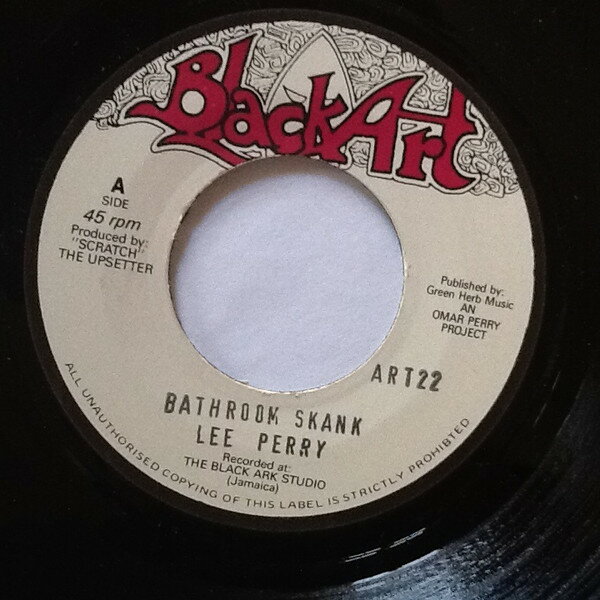 Black Art
A
SIDE
45 rpm
Produced by:
"SCRATCH"
THE UPSETTER
Published by:
Green Herb Music
AN
OMAR PERRY
PROJECT
ART22
BATHROOM SKANK
LEE PERRY
Recorded at:
THE BLACK ARK STUDIO
(Jamaica)
ALL UNAUTHORISED COPYING OF THIS LABEL IS STRICTLY PROHIBITED